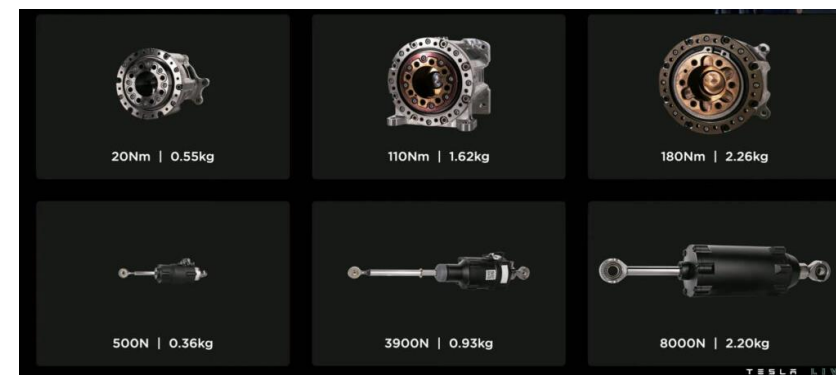 20Nm | 0.55kg
110Nm | 1.62kg
180Nm | 2.26kg
500N | 0.36kg
3900N | 0.93kg
8000N | 2.20kg
TESLA